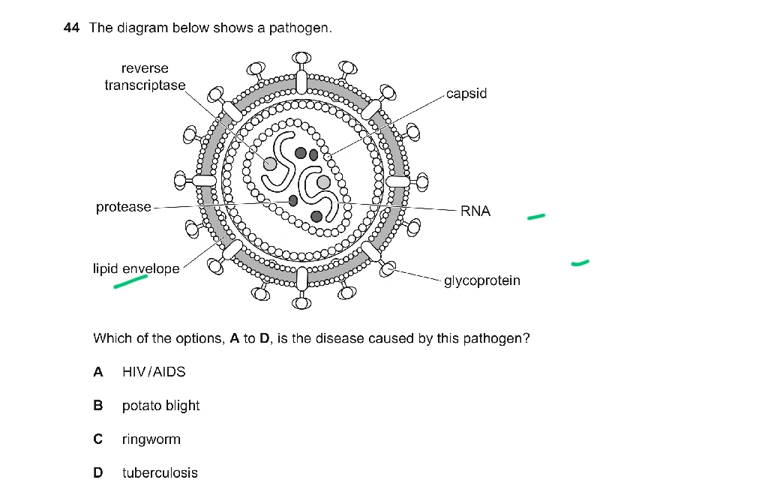 44 The diagram below shows a pathogen.
reverse
transcriptase
capsid
protease
RNA
lipid envelope
glycoprotein
Which of the options, A to D, is the disease caused by this pathogen?
A HIV/AIDS
B potato blight
C ringworm
D tuberculosis